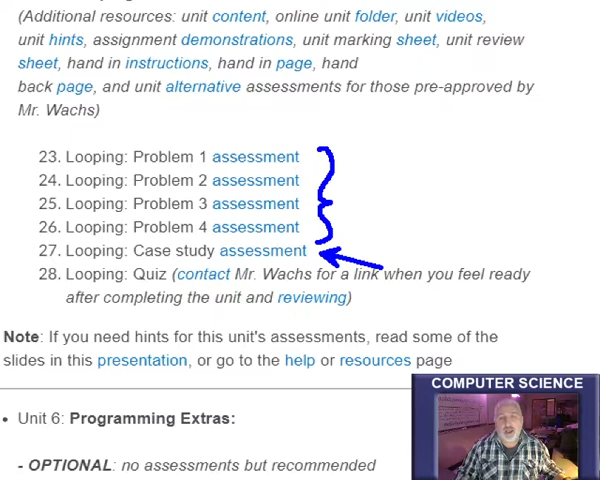 (Additional resources: unit content, online unit folder, unit videos,
unit hints, assignment demonstrations, unit marking sheet, unit review
sheet, hand in instructions, hand in page, hand
back page, and unit alternative assessments for those pre-approved by
Mr. Wachs)
23. Looping: Problem 1 assessment
24. Looping: Problem 2 assessment
25. Looping: Problem 3 assessment
26. Looping: Problem 4 assessment
27. Looping: Case study assessment
28. Looping: Quiz (contact Mr. Wachs for a link when you feel ready
after completing the unit and reviewing)
Note: If you need hints for this unit's assessments, read some of the
slides in this presentation, or go to the help or resources page
COMPUTER SCIENCE
• Unit 6: Programming Extras:
- OPTIONAL: no assessments but recommended